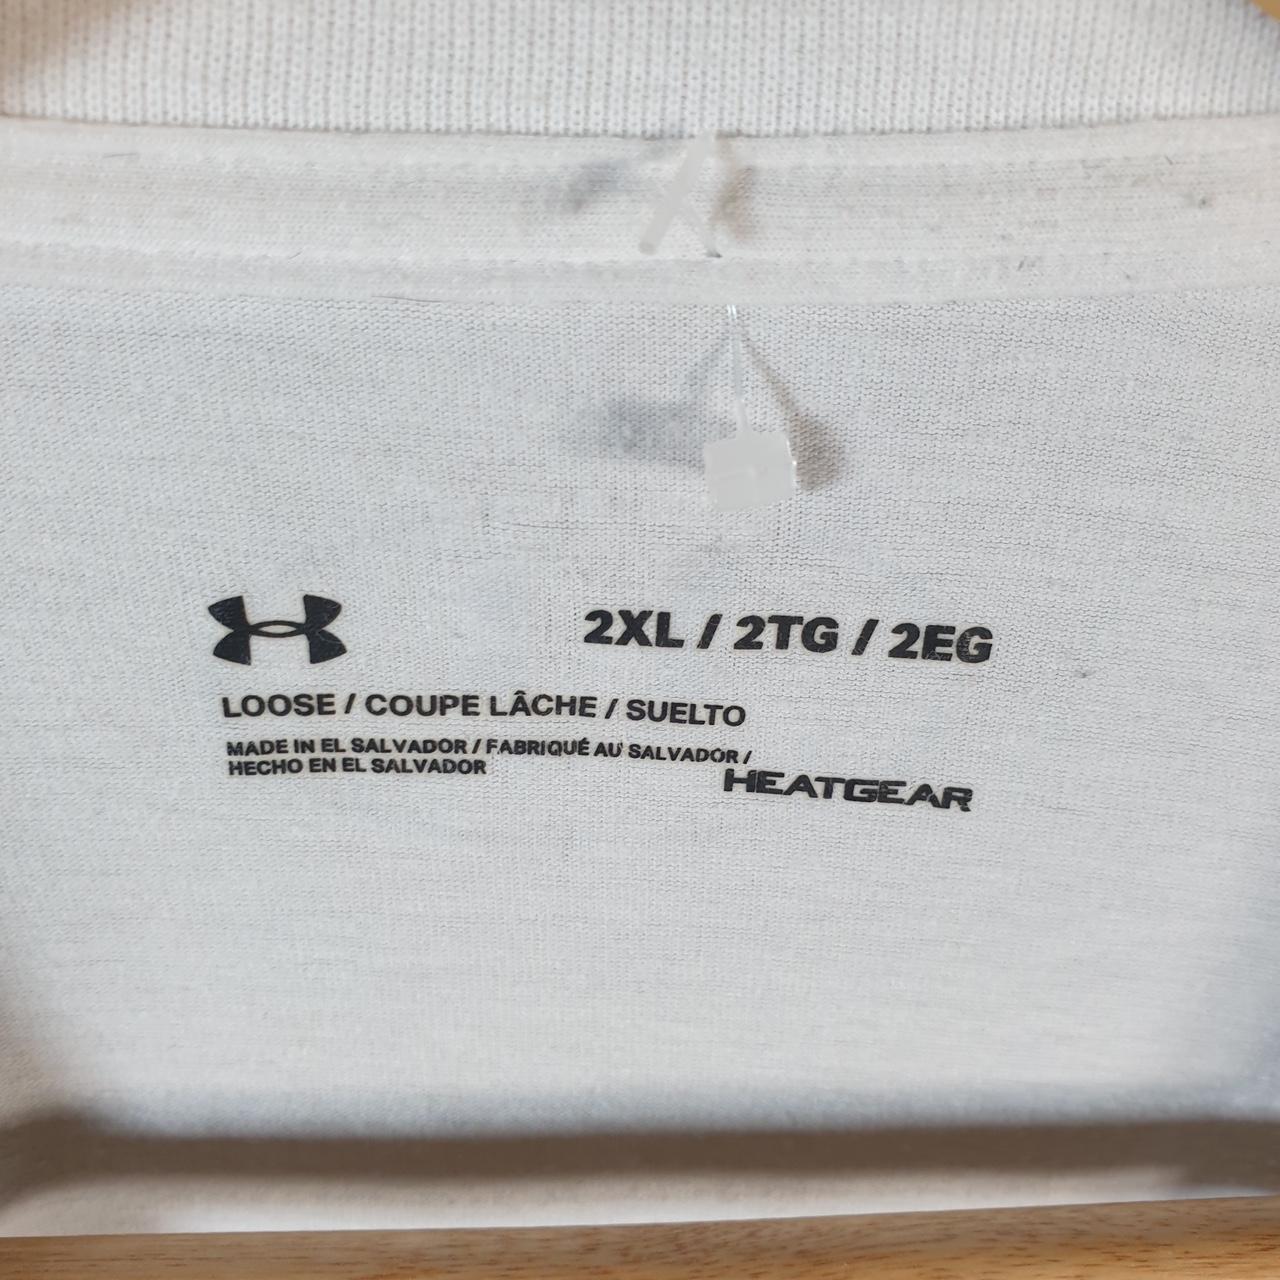 2XL / 2TG / 2EG
LOOSE / COUPE LÂCHE / SUELTO
MADE IN EL SALVADOR / FABRIQUÉ AU SALVADOR /
HECHO EN EL SALVADOR
HEATGEAR